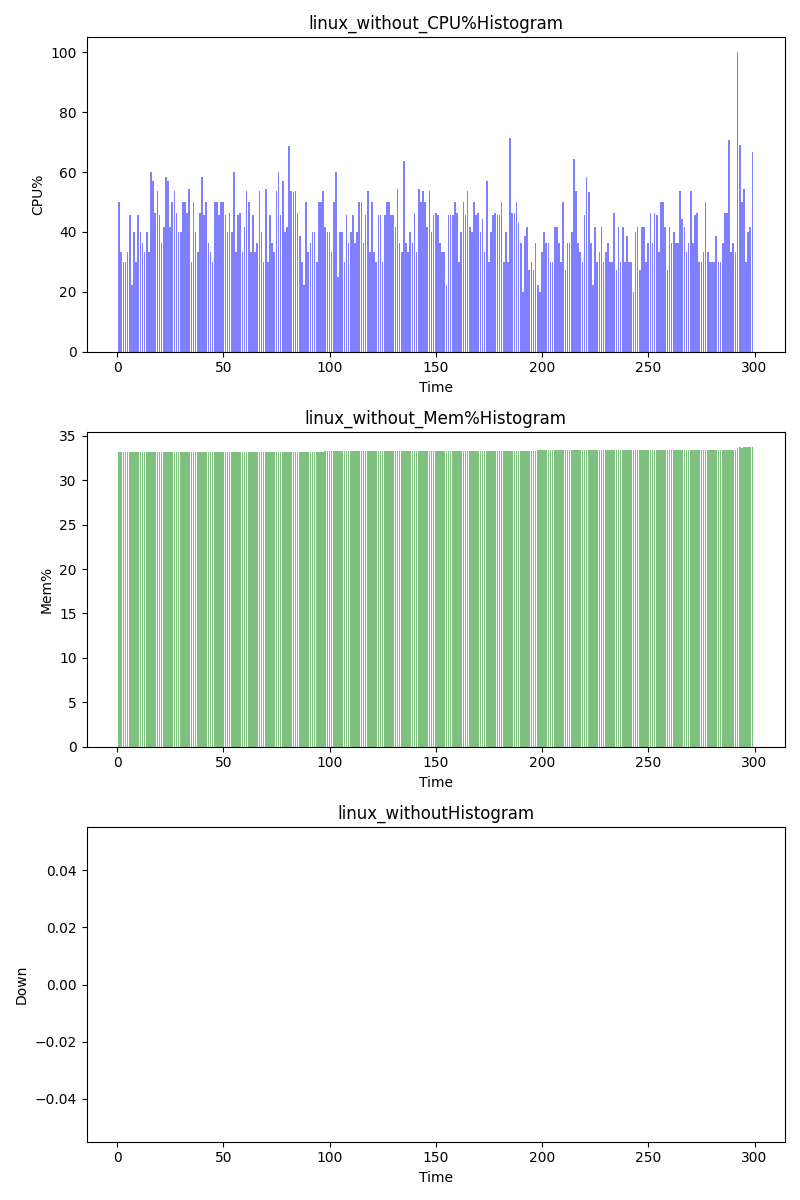 linux_without_CPU%Histogram
100
80
60
40
20
0
CPU%
0 50 100 150 200 250 300
Time
linux_without_Mem%Histogram
35
30
25
20
15
10
5
0
Mem%
0 50 100 150 200 250 300
Time
linux_withoutHistogram
0.04
0.02
0.00
−0.02
−0.04
Down
0 50 100 150 200 250 300
Time